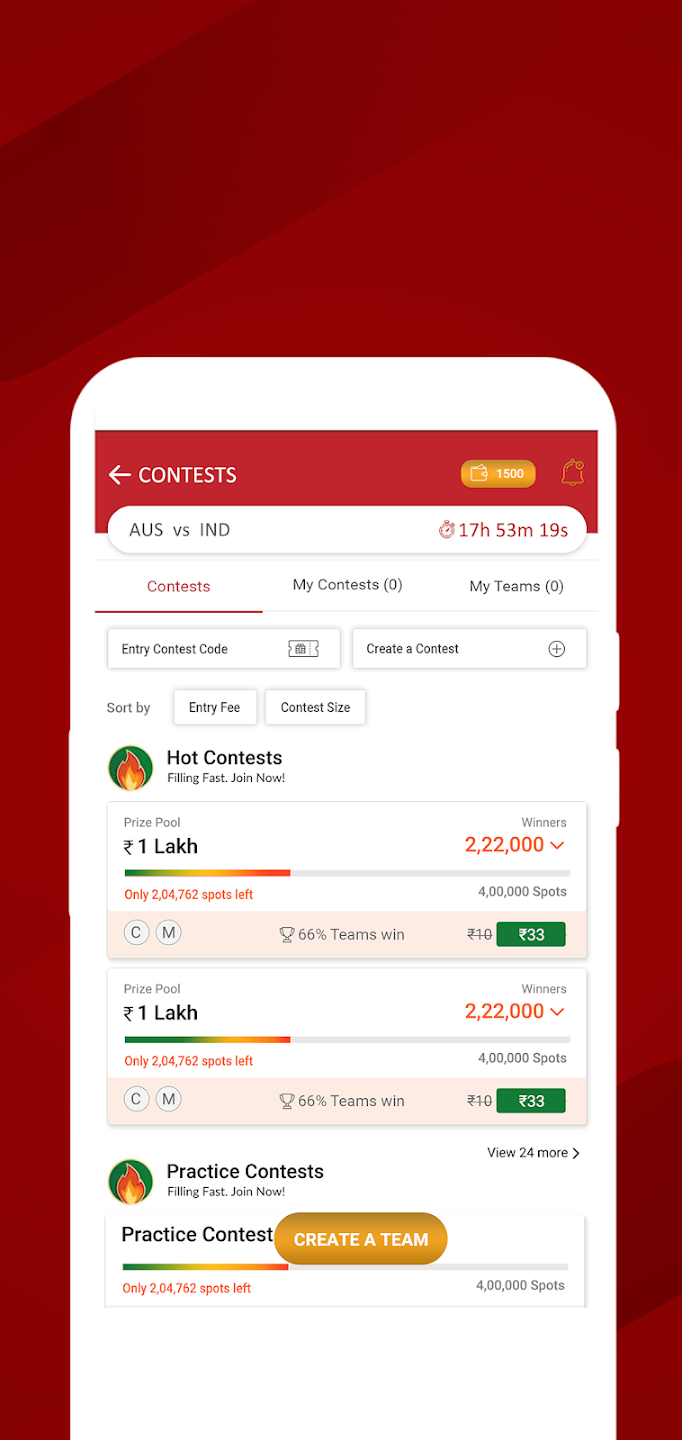 CONTESTS
1500
AUS vs IND
17h 53m 19s
Contests
My Contests (0)
My Teams (0)
Entry Contest Code
Create a Contest
Sort by
Entry Fee
Contest Size
Hot Contests
Filling Fast. Join Now!
Prize Pool
Winners
₹ 1 Lakh
2,22,000
Only 2,04,762 spots left
4,00,000 Spots
C M
66% Teams win
₹10 ₹33
Prize Pool
Winners
₹ 1 Lakh
2,22,000
Only 2,04,762 spots left
4,00,000 Spots
C M
66% Teams win
₹10 ₹33
View 24 more
Practice Contests
Filling Fast. Join Now!
Practice Contest
CREATE A TEAM
Only 2,04,762 spots left
4,00,000 Spots